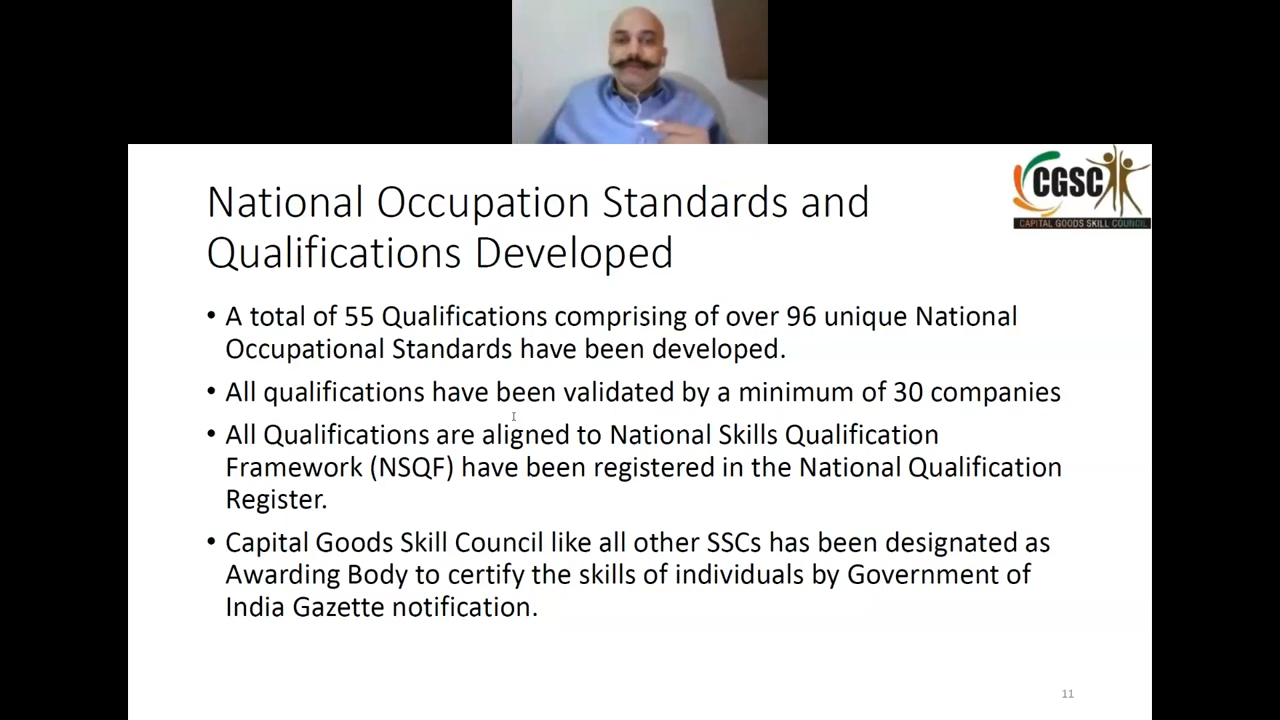 CGSC
CAPITAL GOODS SKILL COUNCIL
National Occupation Standards and
Qualifications Developed
• A total of 55 Qualifications comprising of over 96 unique National
Occupational Standards have been developed.
• All qualifications have been validated by a minimum of 30 companies
• All Qualifications are aligned to National Skills Qualification
Framework (NSQF) have been registered in the National Qualification
Register.
• Capital Goods Skill Council like all other SSCs has been designated as
Awarding Body to certify the skills of individuals by Government of
India Gazette notification.
11